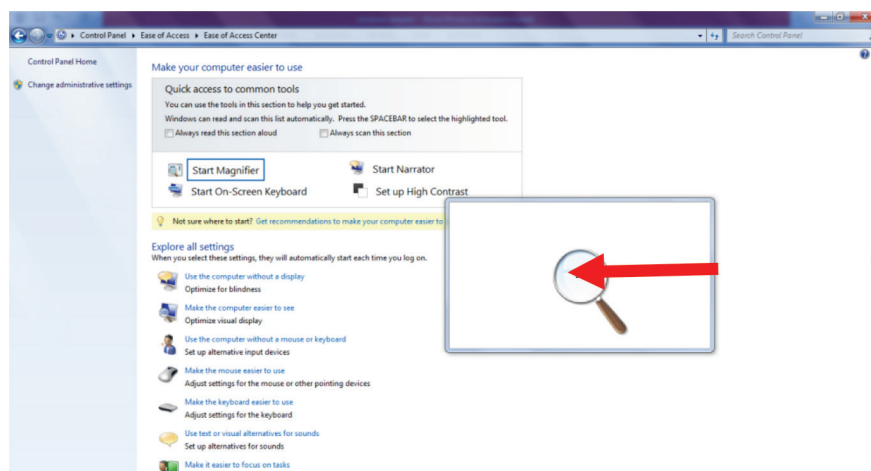 Control Panel ▸ Ease of Access ▸ Ease of Access Center
Search Control Panel
Control Panel Home
Change administrative settings
Make your computer easier to use
Quick access to common tools
You can use the tools in this section to help you get started.
Windows can read and scan this list automatically. Press the SPACEBAR to select the highlighted tool.
Always read this section aloud Always scan this section
Start Magnifier Start Narrator
Start On-Screen Keyboard Set up High Contrast
Not sure where to start? Get recommendations to make your computer easier to
Explore all settings
When you select these settings, they will automatically start each time you log on.
Use the computer without a display
Optimize for blindness
Make the computer easier to see
Optimize visual display
Use the computer without a mouse or keyboard
Set up alternative input devices
Make the mouse easier to use
Adjust settings for the mouse or other pointing devices
Make the keyboard easier to use
Adjust settings for the keyboard
Use text or visual alternatives for sounds
Set up alternatives for sounds
Make it easier to focus on tasks